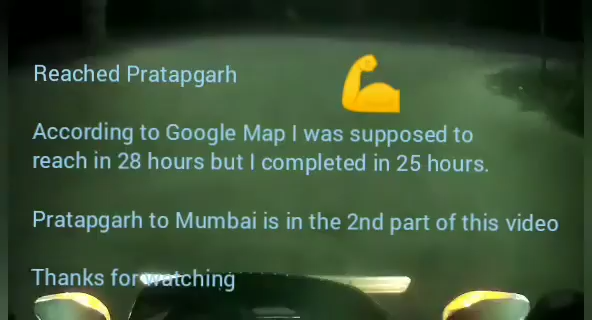 Reached Pratapgarh
According to Google Map I was supposed to
reach in 28 hours but I completed in 25 hours.
Pratapgarh to Mumbai is in the 2nd part of this video
Thanks for watching